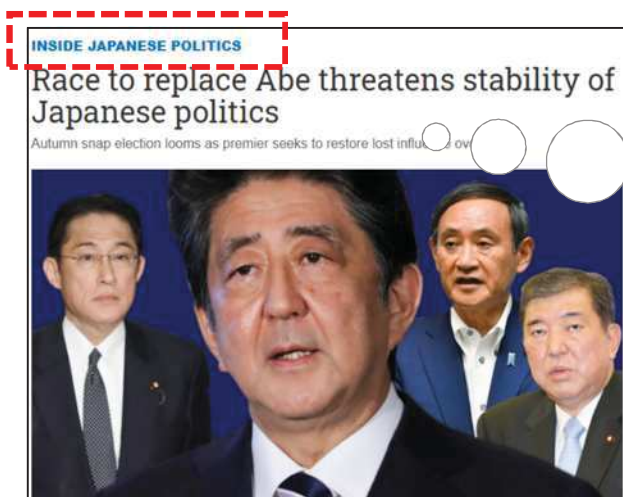 INSIDE JAPANESE POLITICS
Race to replace Abe threatens stability of
Japanese politics
Autumn snap election looms as premier seeks to restore lost